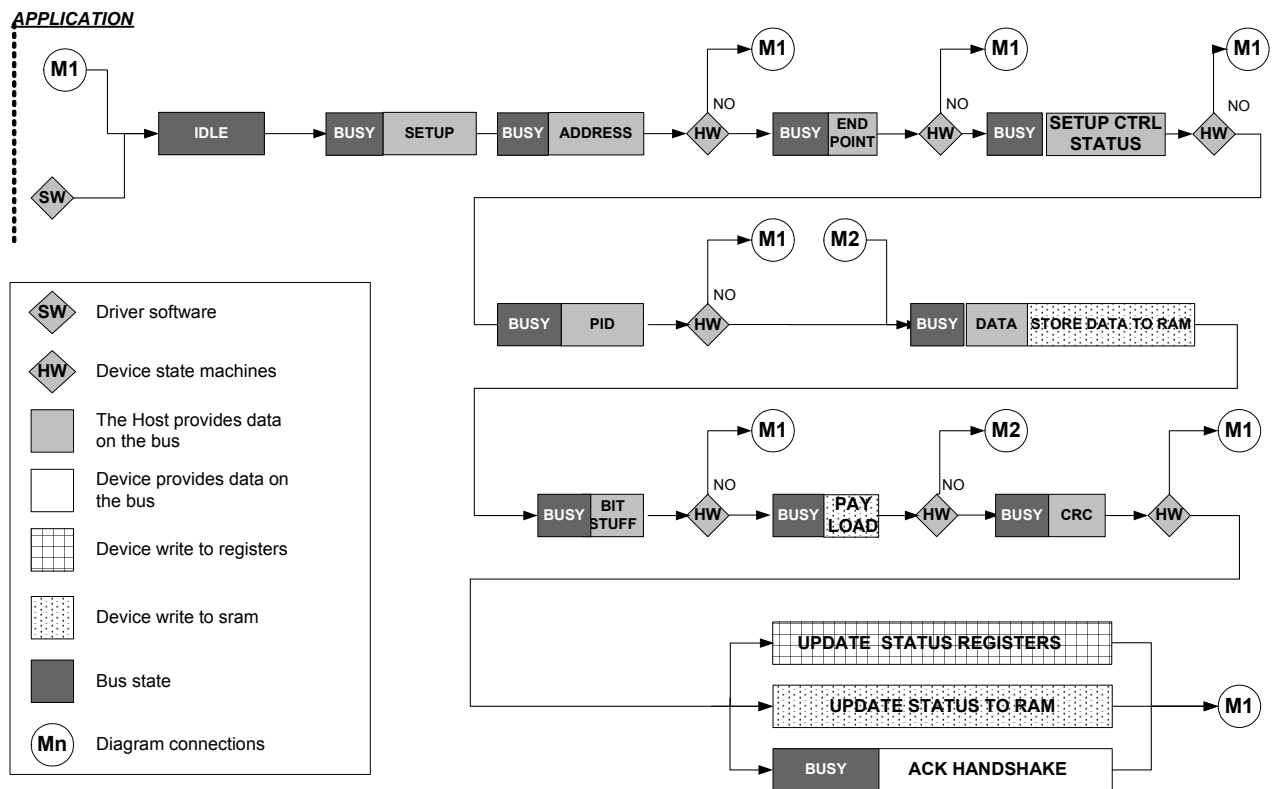 APPLICATION
M1
M1
M1
M1
NO
NO
NO
IDLE
BUSY
SETUP
BUSY
ADDRESS
HW
BUSY
END
POINT
HW
BUSY
SETUP CTRL
STATUS
HW
SW
M1
M2
NO
BUSY
PID
HW
BUSY
DATA
STORE DATA TO RAM
SW
Driver software
HW
Device state machines
The Host provides data
on the bus
Device provides data on
the bus
Device write to registers
Device write to sram
Bus state
Mn
Diagram connections
M1
M2
M1
NO
NO
BUSY
BIT
STUFF
HW
BUSY
PAY
LOAD
HW
BUSY
CRC
HW
UPDATE STATUS REGISTERS
UPDATE STATUS TO RAM
M1
BUSY
ACK HANDSHAKE